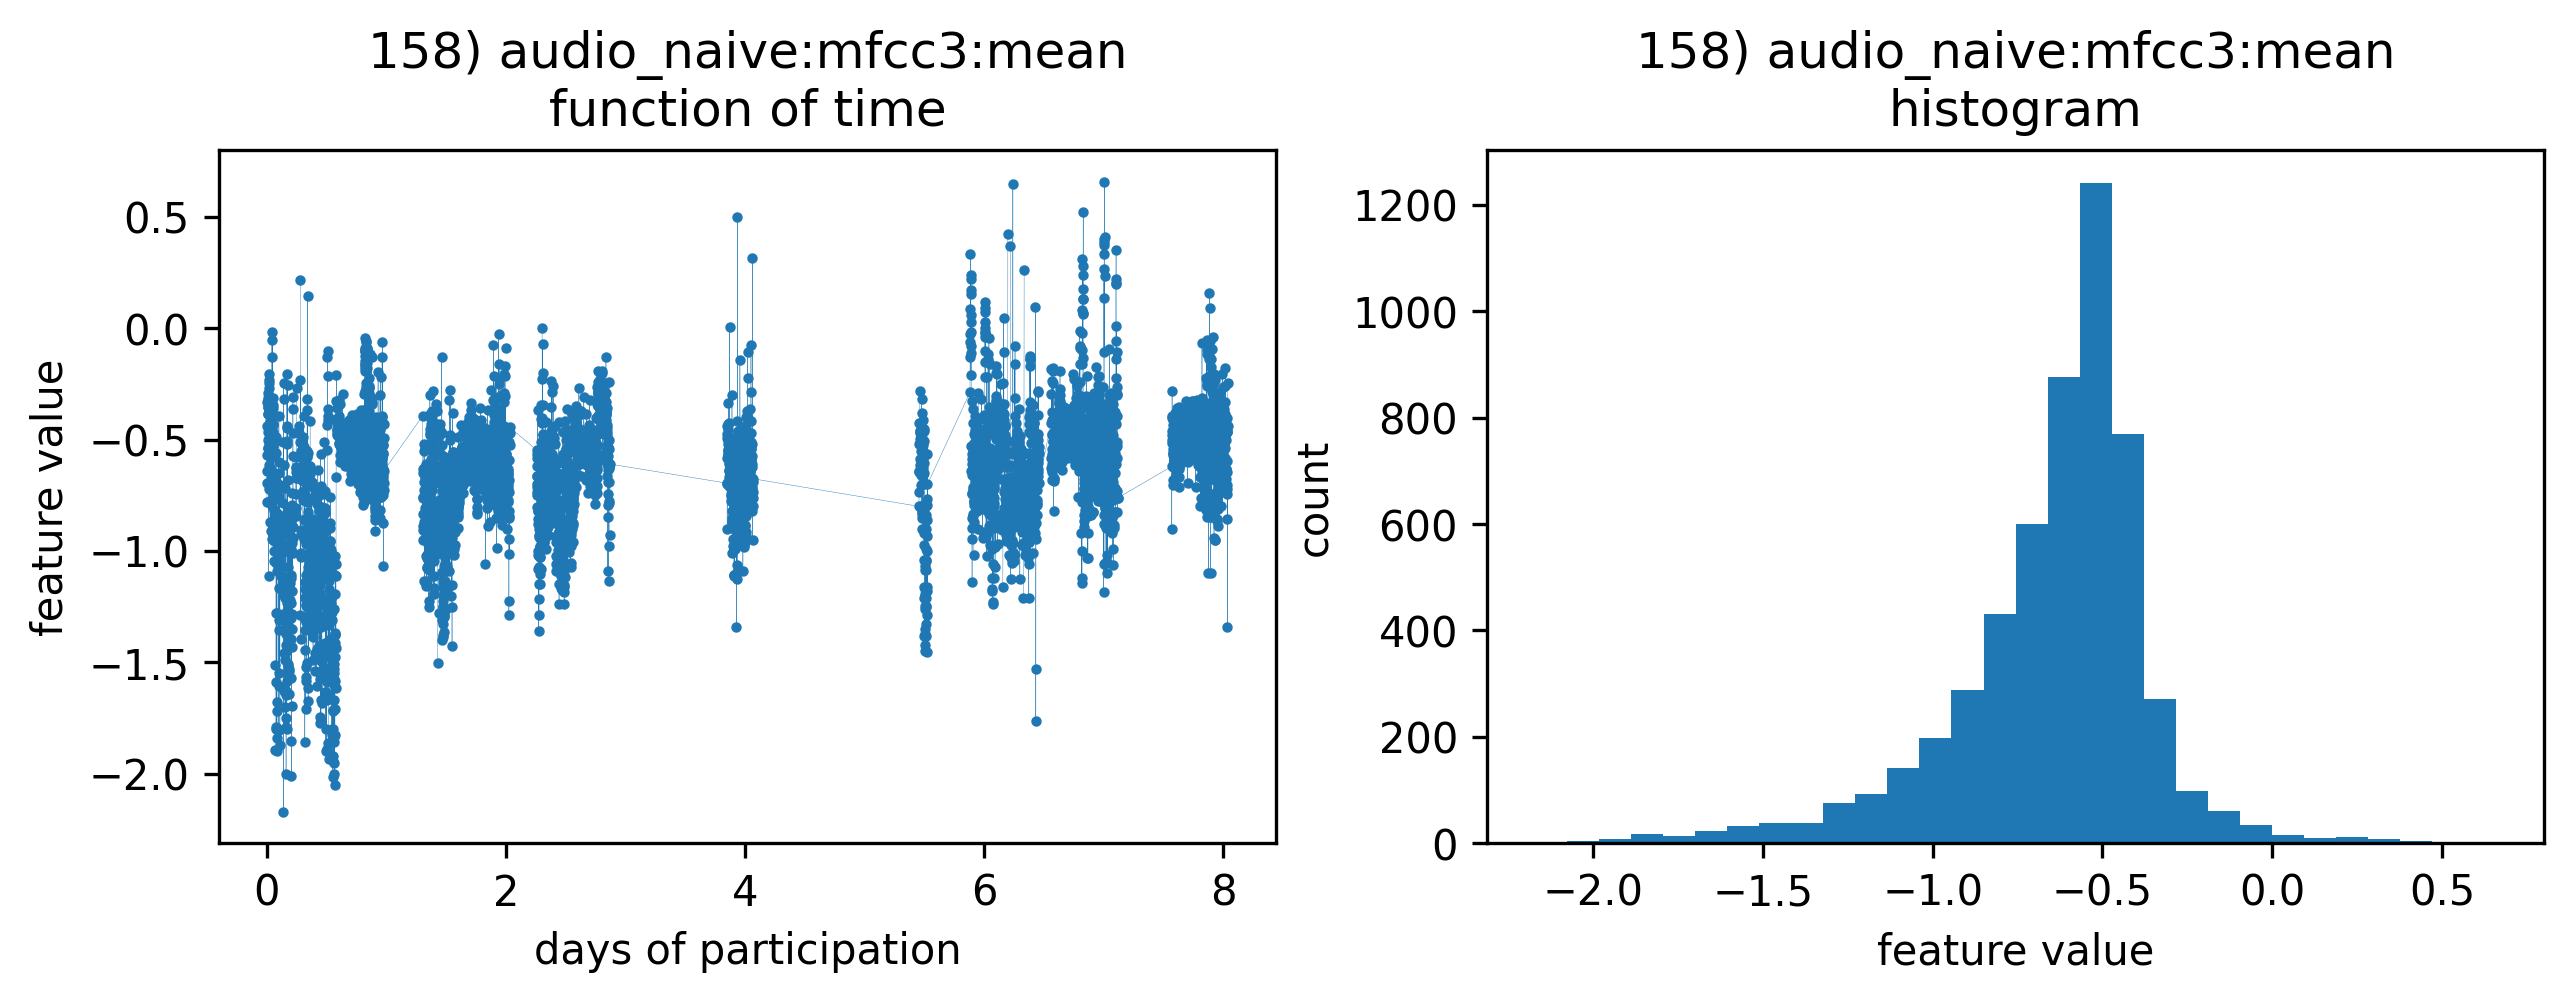 158) audio_naive:mfcc3:mean
function of time
0.5
0.0
−0.5
−1.0
−1.5
−2.0
feature value
0 2 4 6 8
days of participation
158) audio_naive:mfcc3:mean
histogram
1200
1000
800
600
400
200
0
count
−2.0 −1.5 −1.0 −0.5 0.0 0.5
feature value